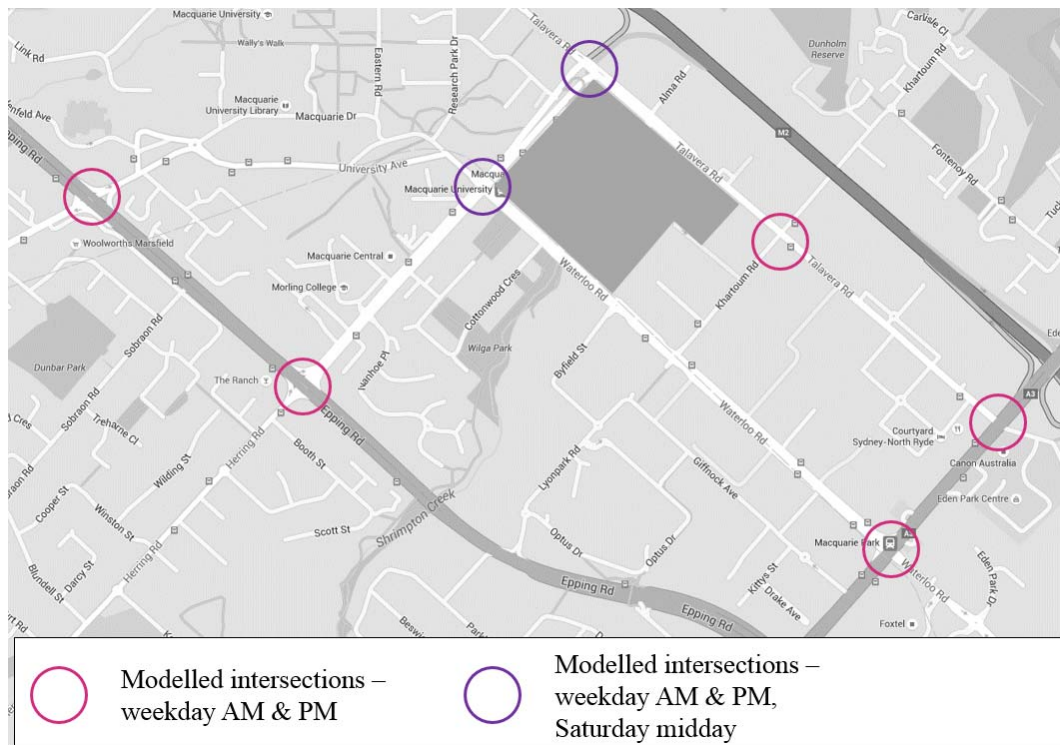 Macquarie University
Talavera Rd
Carlisle Ct
Link Rd
Wally's Walk
Dunholm
Reserve
Khartoum Rd
Eastern Rd
Research Park Dr
Alma Rd
Macquarie
University Library
Macquarie Dr
M2
Epping Rd
University Ave
Talavera Rd
Fontenoy Rd
Macqua
Macquarie University
Woolworths Marsfield
Macquarie Central
Waterloo Rd
Khartoum Rd
Talavera Rd
Morling College
Cottonwood Cres
Sobraon Rd
Dunbar Park
Ivanhoe Pl
Wilga Park
Byfield St
The Ranch
A3
Sobraon Rd
Epping Rd
Waterloo Rd
Courtyard
Sydney-North Ryde
Treharne Cl
Herring Rd
Booth St
Canon Australia
Wilding St
Lyonpark Rd
Giffnock Ave
Eden Park Centre
Cooper St
Winston St
Scott St
Shrimpton Creek
Optus Dr
Optus Dr
Macquarie Park
Herring Rd
Darcy St
Blundell St
Epping Rd
Epping Rd
Kittys St
Drake Ave
Waterloo Rd
Eden Park Dr
Foxtel
Modelled intersections –
weekday AM & PM
Modelled intersections –
weekday AM & PM,
Saturday midday